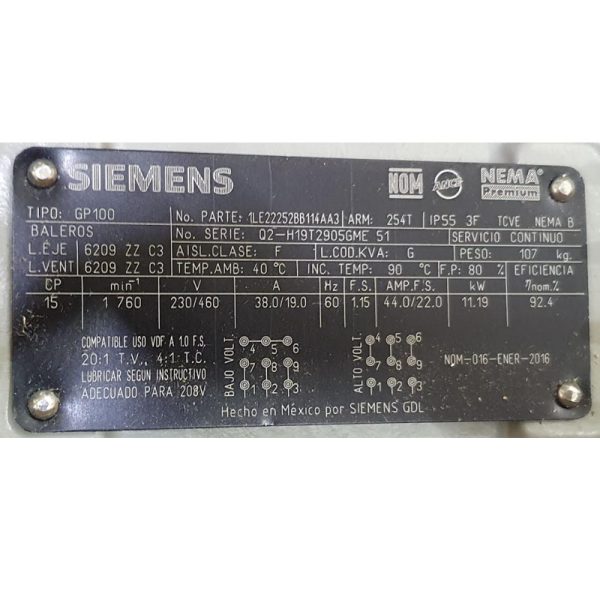 SIEMENS NOM ANCE NEMA Premium
TIPO: GP100 No. PARTE: 1LE22252BB114AA3 ARM: 254T IP55 3F TCVE NEMA B
BALEROS No. SERIE: Q2-H19T2905GME 51 SERVICIO CONTINUO
L.EJE 6209 ZZ C3 AISL.CLASE: F L.COD.KVA: G PESO: 107 kg.
L.VENT 6209 ZZ C3 TEMP.AMB: 40 °C INC. TEMP: 90 °C F.P: 80 % EFICIENCIA
CP min⁻¹ V A Hz F.S. AMP.F.S. kW ηnom.%
15 1 760 230/460 38.0/19.0 60 1.15 44.0/22.0 11.19 92.4
COMPATIBLE USO VDF A 1.0 F.S.
20:1 T.V., 4:1 T.C.
LUBRICAR SEGUN INSTRUCTIVO
ADECUADO PARA 208V
BAJO VOLT.
4 5 6
7 8 9
1 2 3
ALTO VOLT.
4 5 6
7 8 9
1 2 3
NOM-016-ENER-2016
Hecho en México por SIEMENS GDL